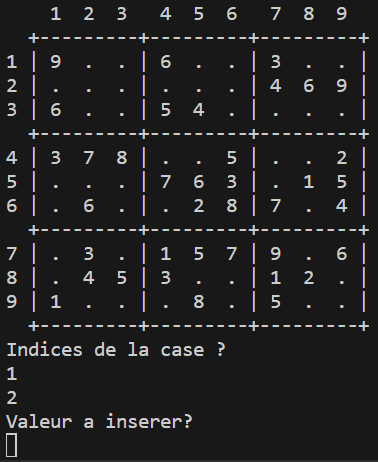 1  2  3   4  5  6   7  8  9
  +---------+---------+---------+
1 | 9  .  . | 6  .  . | 3  .  . |
2 | .  .  . | .  .  . | 4  6  9 |
3 | 6  .  . | 5  4  . | .  .  . |
  +---------+---------+---------+
4 | 3  7  8 | .  .  5 | .  .  2 |
5 | .  .  . | 7  6  3 | .  1  5 |
6 | .  6  . | .  2  8 | 7  .  4 |
  +---------+---------+---------+
7 | .  3  . | 1  5  7 | 9  .  6 |
8 | .  4  5 | 3  .  . | 1  2  . |
9 | 1  .  . | .  8  . | 5  .  . |
  +---------+---------+---------+
Indices de la case ?
1
2
Valeur a inserer?